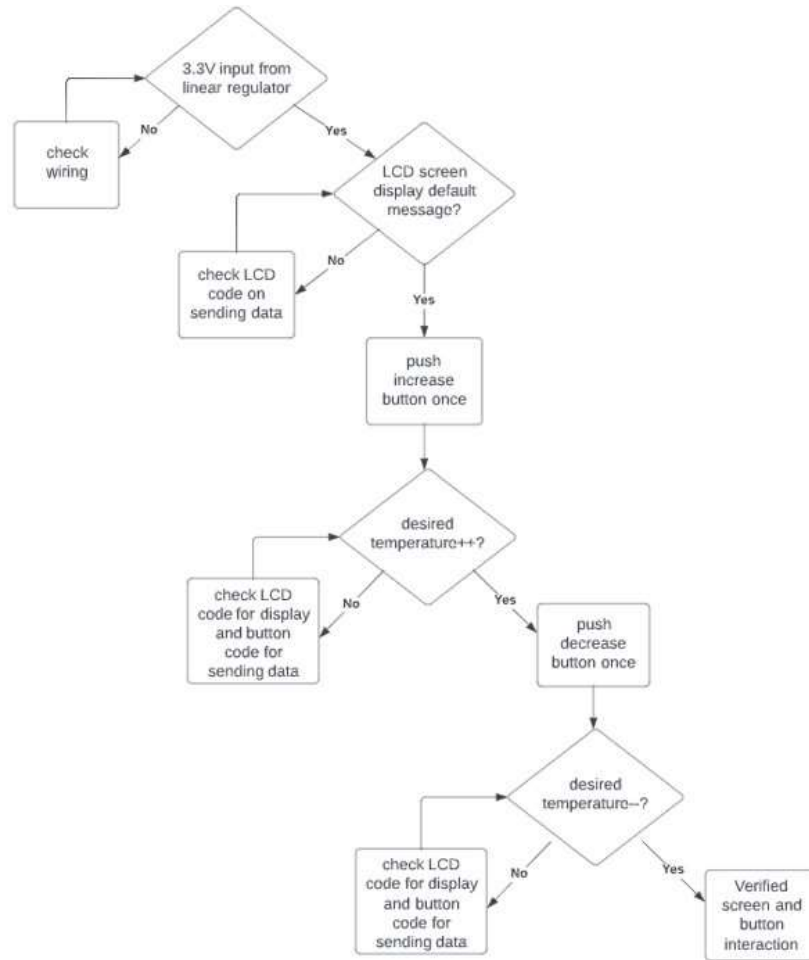 3.3V input from
linear regulator
No
Yes
check
wiring
LCD screen
display default
message?
No
Yes
check LCD
code on
sending data
push
increase
button once
desired
temperature++?
No
Yes
check LCD
code for display
and button
code for
sending data
push
decrease
button once
desired
temperature--?
No
Yes
check LCD
code for display
and button
code for
sending data
Verified
screen and
button
interaction